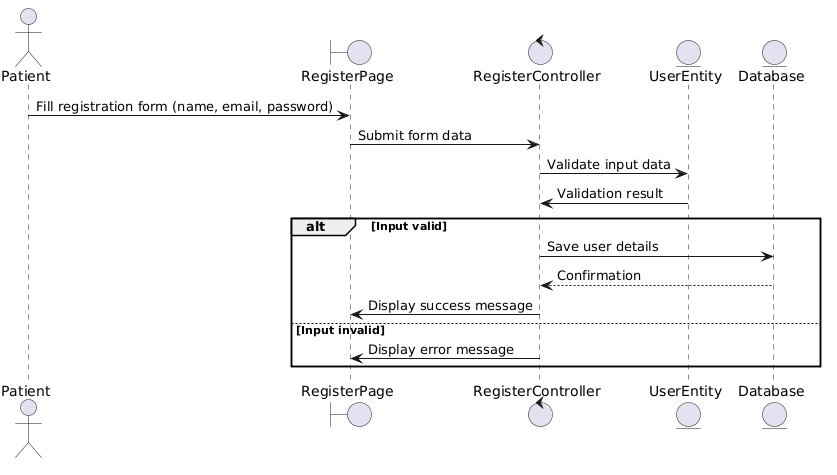 Patient
RegisterPage
RegisterController
UserEntity
Database
Fill registration form (name, email, password)
Submit form data
Validate input data
Validation result
alt
[Input valid]
Save user details
Confirmation
Display success message
[Input invalid]
Display error message
Patient
RegisterPage
RegisterController
UserEntity
Database